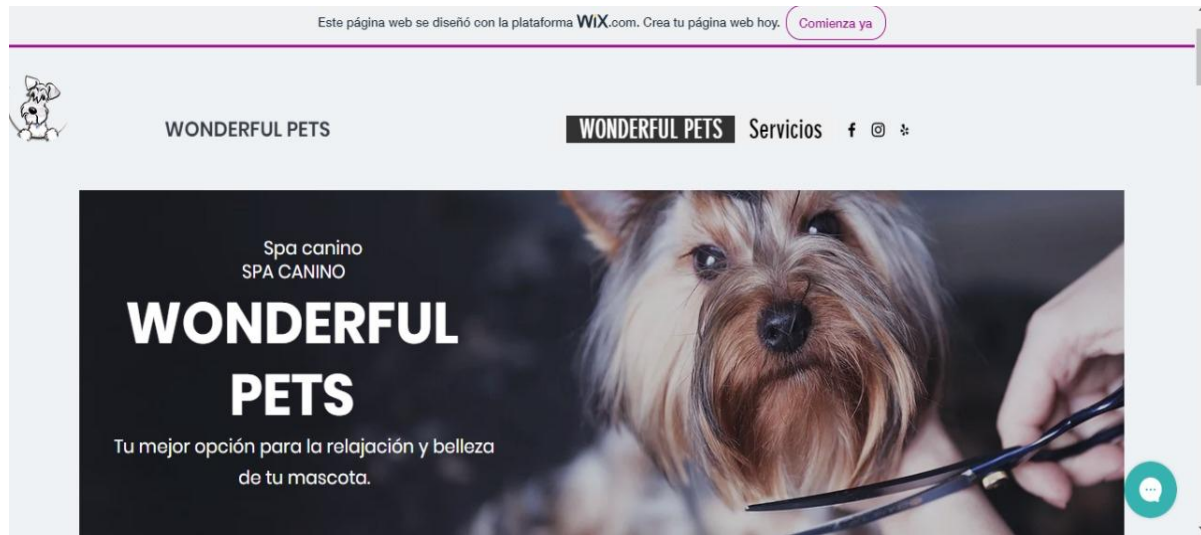 Este página web se diseñó con la plataforma WiX.com. Crea tu página web hoy. Comienza ya
WONDERFUL PETS
WONDERFUL PETS Servicios
Spa canino
SPA CANINO
WONDERFUL
PETS
Tu mejor opción para la relajación y belleza
de tu mascota.